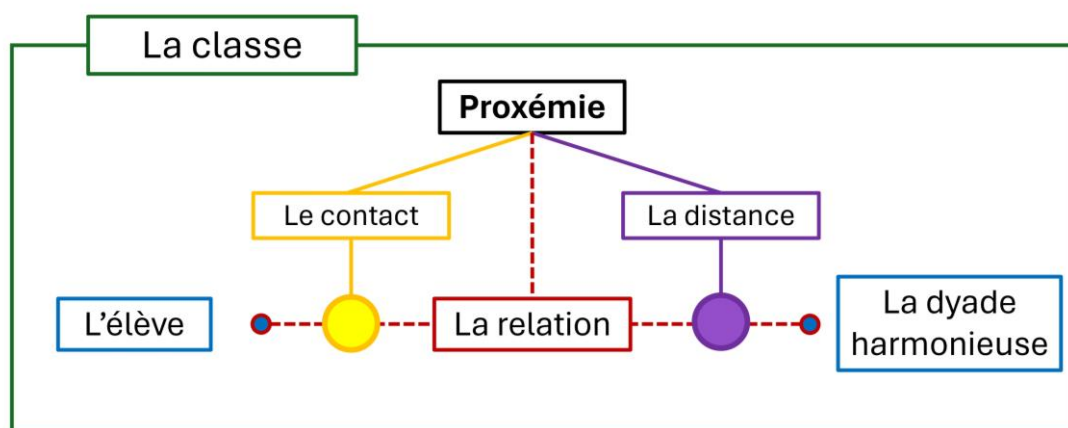 La classe
Proxémie
Le contact
La distance
L’élève
La relation
La dyade
harmonieuse